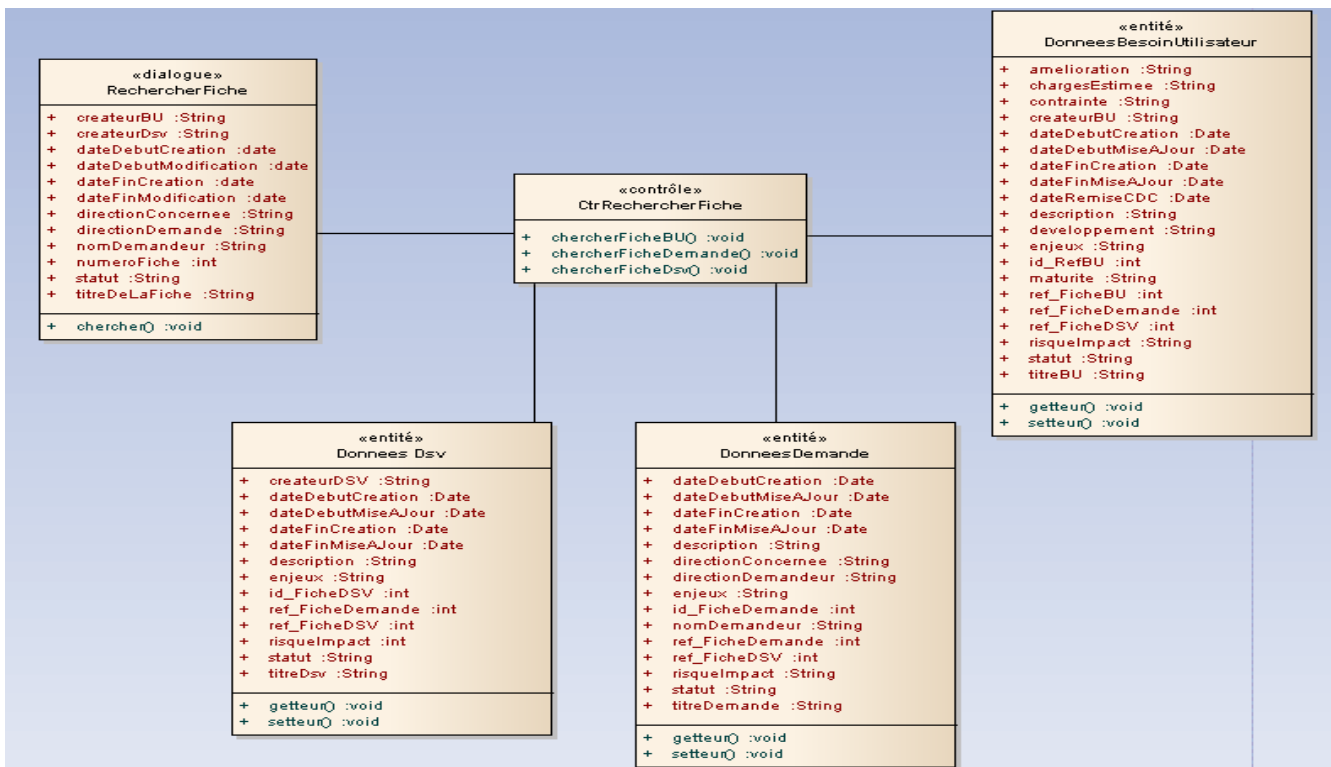 «dialogue»
RechercherFiche
+ createurBU :String
+ createurDsv :String
+ dateDebutCreation :date
+ dateDebutModification :date
+ dateFinCreation :date
+ dateFinModification :date
+ directionConcernee :String
+ directionDemande :String
+ nomDemandeur :String
+ numeroFiche :int
+ statut :String
+ titreDeLaFiche :String
+ chercher() :void
«contrôle»
CtrRechercherFiche
+ chercherFicheBU() :void
+ chercherFicheDemande() :void
+ chercherFicheDsv() :void
«entité»
DonneesBesoinUtilisateur
+ amelioration :String
+ chargesEstimee :String
+ contrainte :String
+ createurBU :String
+ dateDebutCreation :Date
+ dateDebutMiseAJour :Date
+ dateFinCreation :Date
+ dateFinMiseAJour :Date
+ dateRemiseCDC :Date
+ description :String
+ developpement :String
+ enjeux :String
+ id_RefBU :int
+ maturite :String
+ ref_FicheBU :int
+ ref_FicheDemande :int
+ ref_FicheDSV :int
+ risqueImpact :String
+ statut :String
+ titreBU :String
+ getteur() :void
+ setteur() :void
«entité»
Donnees Dsv
+ createurDSV :String
+ dateDebutCreation :Date
+ dateDebutMiseAJour :Date
+ dateFinCreation :Date
+ dateFinMiseAJour :Date
+ description :String
+ enjeux :String
+ id_FicheDSV :int
+ ref_FicheDemande :int
+ ref_FicheDSV :int
+ risqueImpact :int
+ statut :String
+ titreDsv :String
+ getteur() :void
+ setteur() :void
«entité»
DonneesDemande
+ dateDebutCreation :Date
+ dateDebutMiseAJour :Date
+ dateFinCreation :Date
+ dateFinMiseAJour :Date
+ description :String
+ directionConcernee :String
+ directionDemandeur :String
+ enjeux :String
+ id_FicheDemande :int
+ nomDemandeur :String
+ ref_FicheDemande :int
+ ref_FicheDSV :int
+ risqueImpact :String
+ statut :String
+ titreDemande :String
+ getteur() :void
+ setteur() :void